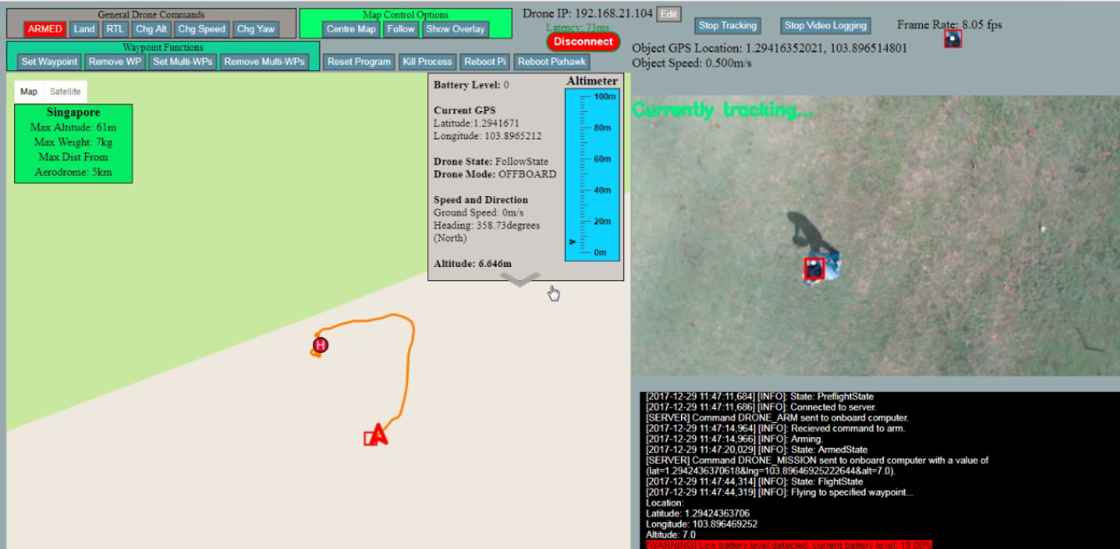 General Drone Commands
ARMED Land RTL Chg Alt Chg Speed Chg Yaw
Map Control Options
Centre Map Follow Show Overlay
Drone IP: 192.168.21.104 Edit
Latency: 73ms
Disconnect
Stop Tracking Stop Video Logging Frame Rate: 8.05 fps
Object GPS Location: 1.29416352021, 103.896514801
Object Speed: 0.500m/s
Waypoint Functions
Set Waypoint Remove WP Set Multi-WPs Remove Multi-WPs
Reset Program Kill Process Reboot Pi Reboot Pixhawk
Map Satellite
Singapore
Max Altitude: 61m
Max Weight: 7kg
Max Dist From
Aerodrome: 5km
Battery Level: 0
Current GPS
Latitude:1.2941671
Longitude: 103.8965212
Drone State: FollowState
Drone Mode: OFFBOARD
Speed and Direction
Ground Speed: 0m/s
Heading: 358.73degrees
(North)
Altitude: 6.646m
Altimeter
100m
80m
60m
40m
20m
0m
H
A
Currently tracking...
[2017-12-29 11:47:11,684] [INFO]: State: PreflightState
[2017-12-29 11:47:11,686] [INFO]: Connected to server.
[SERVER] Command DRONE_ARM sent to onboard computer.
[2017-12-29 11:47:14,964] [INFO]: Recieved command to arm.
[2017-12-29 11:47:14,966] [INFO]: Arming.
[2017-12-29 11:47:20,029] [INFO]: State: ArmedState
[SERVER] Command DRONE_MISSION sent to onboard computer with a value of
(lat=1.2942436370618&lng=103.89646925222644&alt=7.0).
[2017-12-29 11:47:44,314] [INFO]: State: FlightState
[2017-12-29 11:47:44,319] [INFO]: Flying to specified waypoint...
Location:
Latitude: 1.29424363706
Longitude: 103.896469252
Altitude: 7.0
[WARNING] Low battery level detected, current battery level: 18.00%